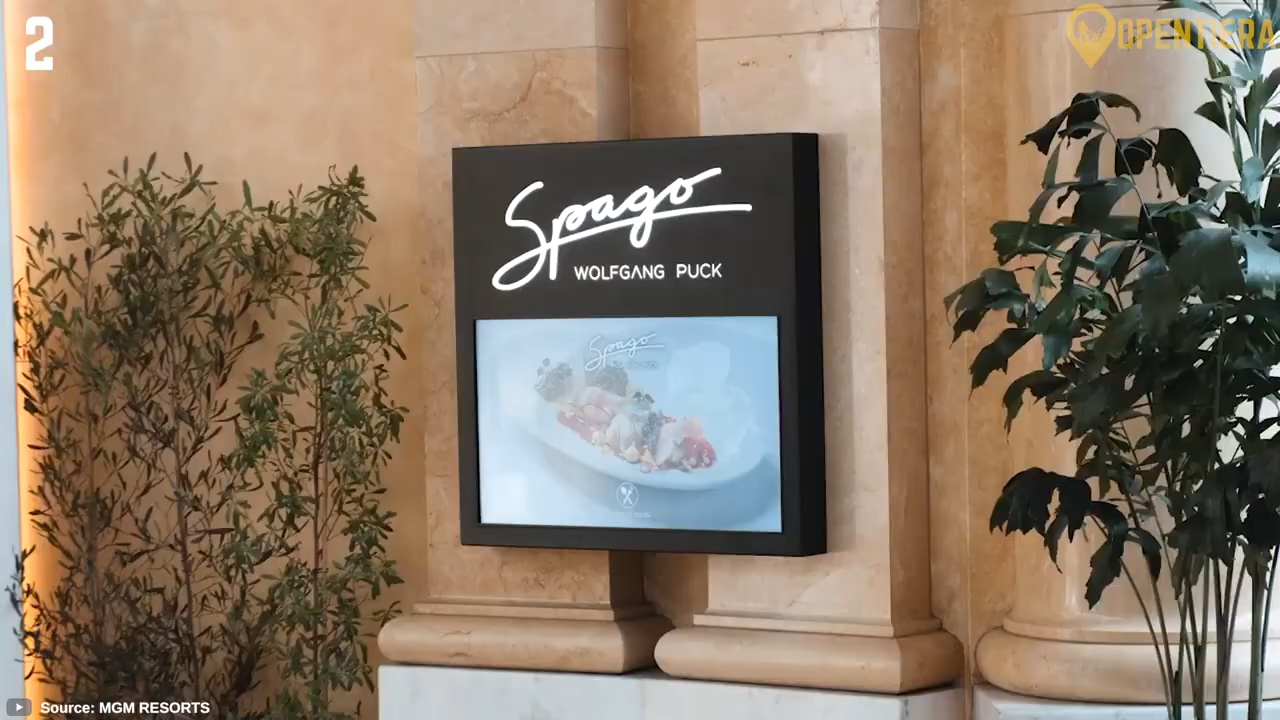 2
OPENTIERA
Spago
WOLFGANG PUCK
Spago
Source: MGM RESORTS